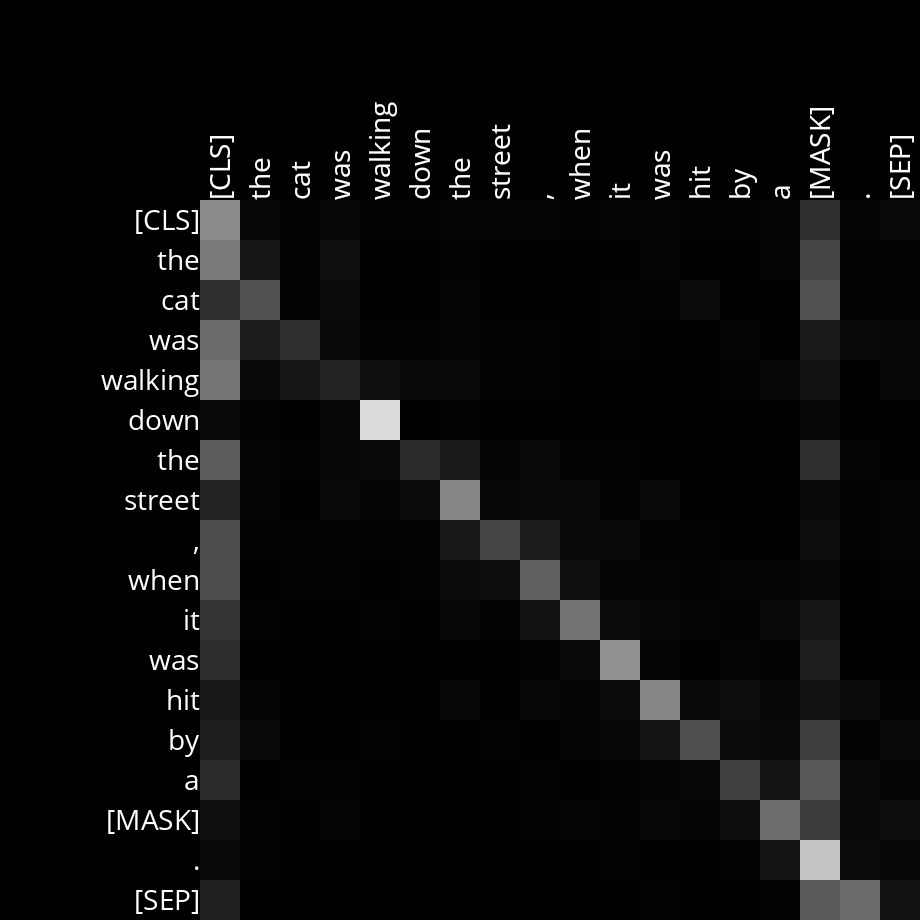 [CLS] the cat was walking down the street , when it was hit by a [MASK] . [SEP]
[CLS]
the
cat
was
walking
down
the
street
,
when
it
was
hit
by
a
[MASK]
.
[SEP]